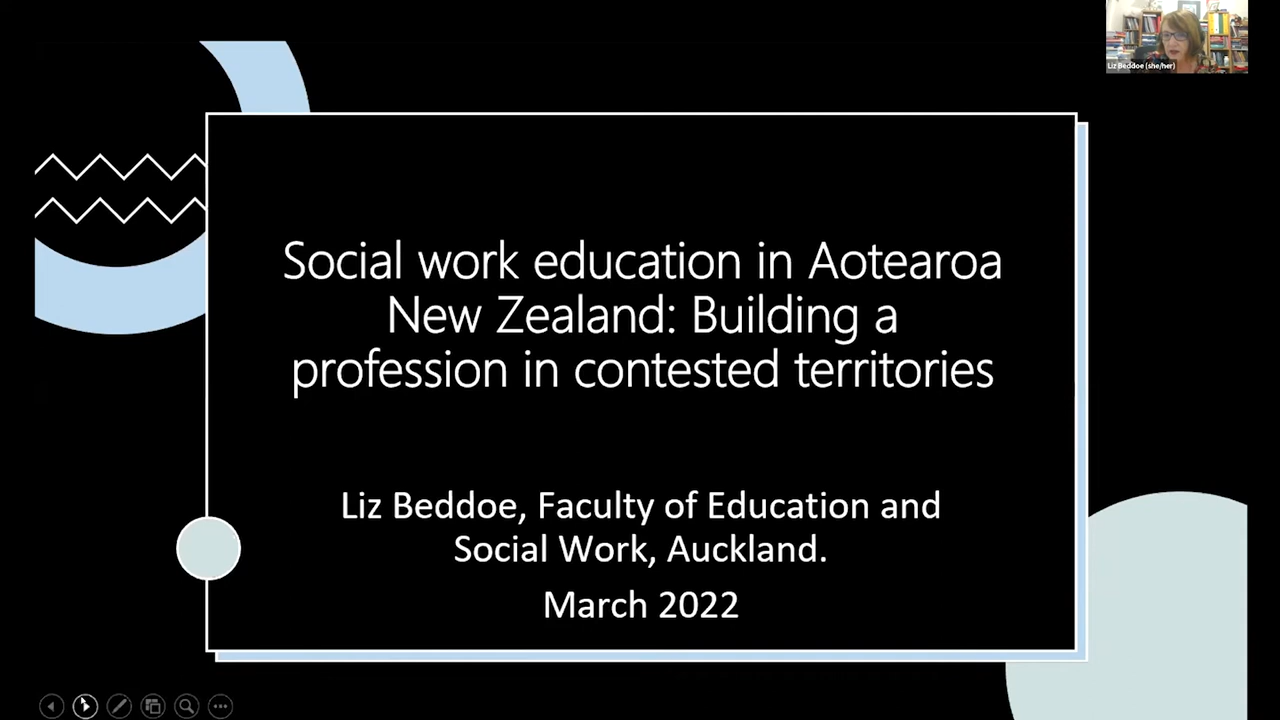 Liz Beddoe (she/her)
Social work education in Aotearoa
New Zealand: Building a
profession in contested territories
Liz Beddoe, Faculty of Education and
Social Work, Auckland.
March 2022